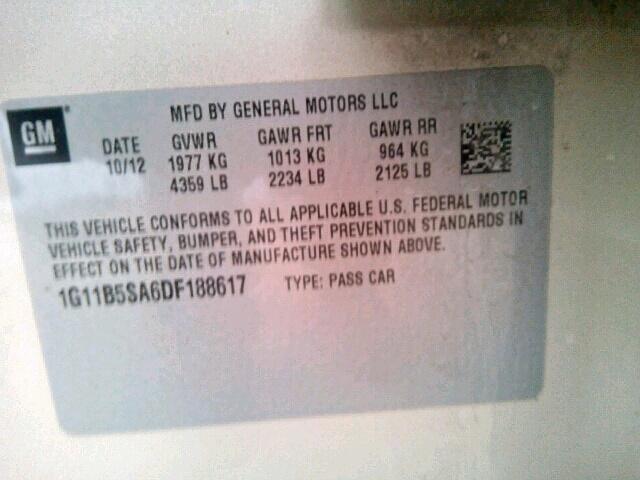 GM
MFD BY GENERAL MOTORS LLC
DATE GVWR GAWR FRT GAWR RR
10/12 1977 KG 1013 KG 964 KG
4359 LB 2234 LB 2125 LB
THIS VEHICLE CONFORMS TO ALL APPLICABLE U.S. FEDERAL MOTOR
VEHICLE SAFETY, BUMPER, AND THEFT PREVENTION STANDARDS IN
EFFECT ON THE DATE OF MANUFACTURE SHOWN ABOVE.
1G11B5SA6DF188617 TYPE: PASS CAR